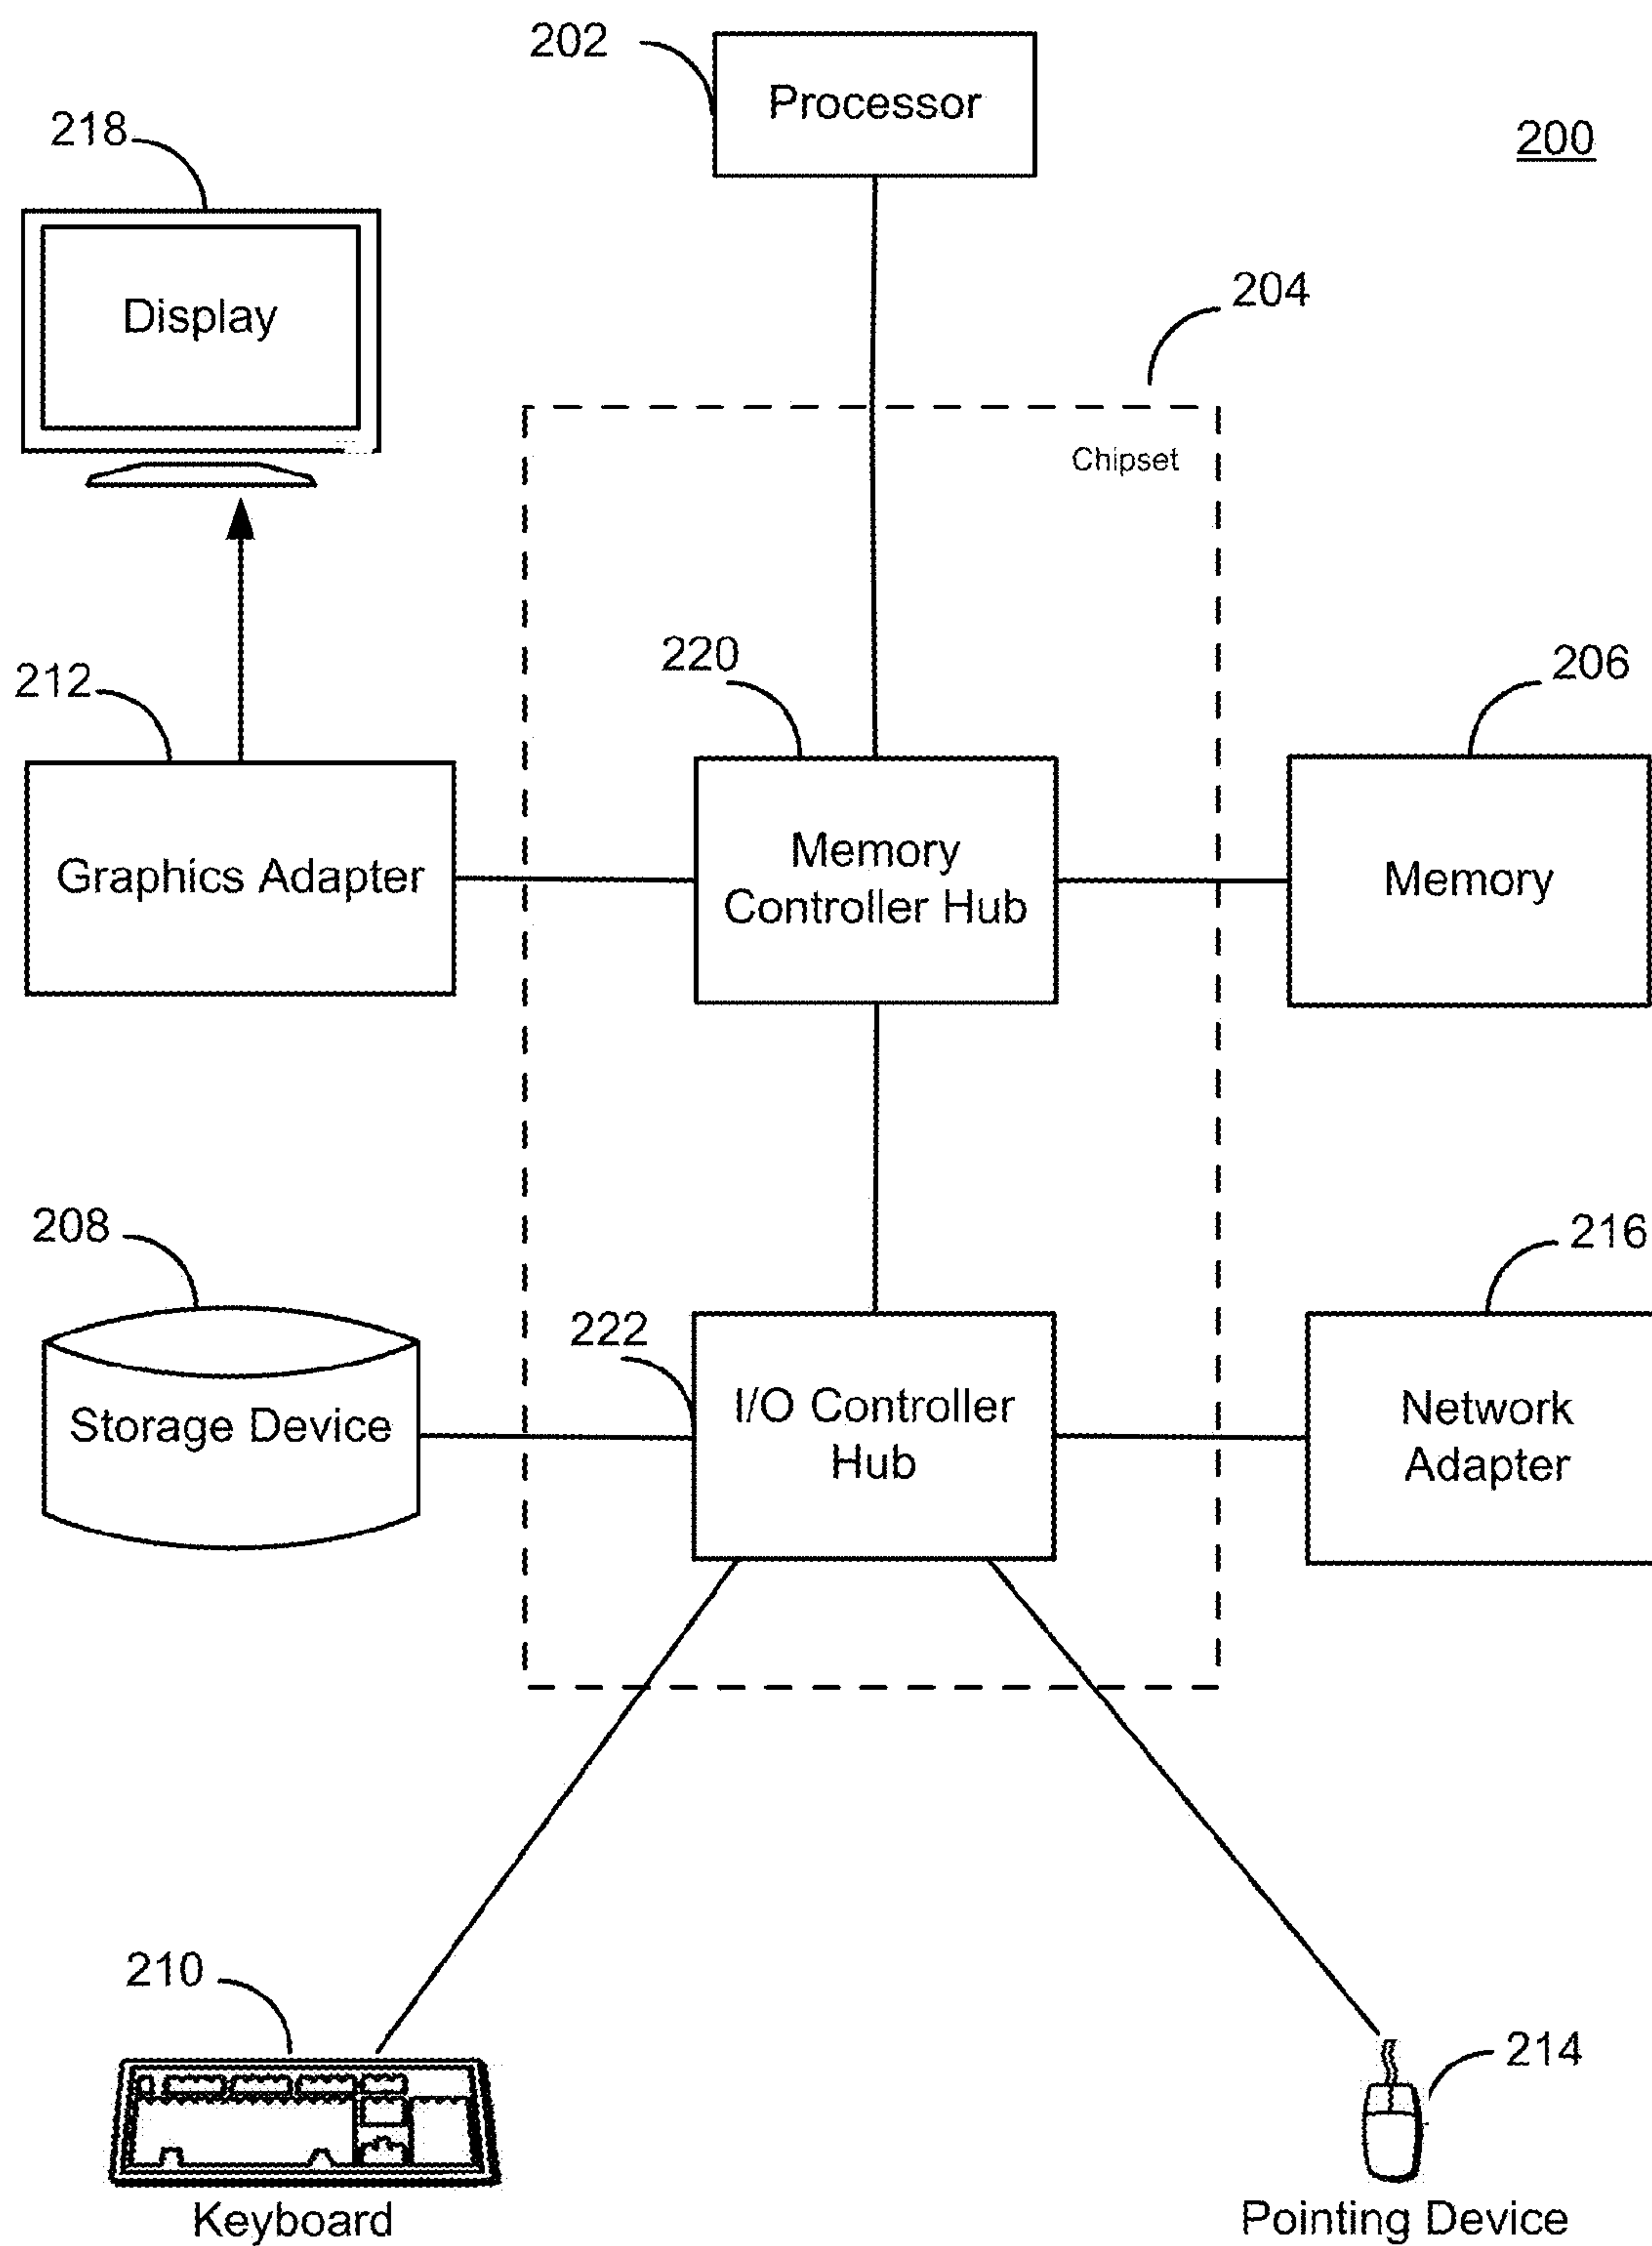 202
Processor
200
218
Display
204
Chipset
212
220
206
Graphics Adapter
Memory
Controller Hub
Memory
208
222
216
Storage Device
I/O Controller
Hub
Network
Adapter
210
214
Keyboard
Pointing Device